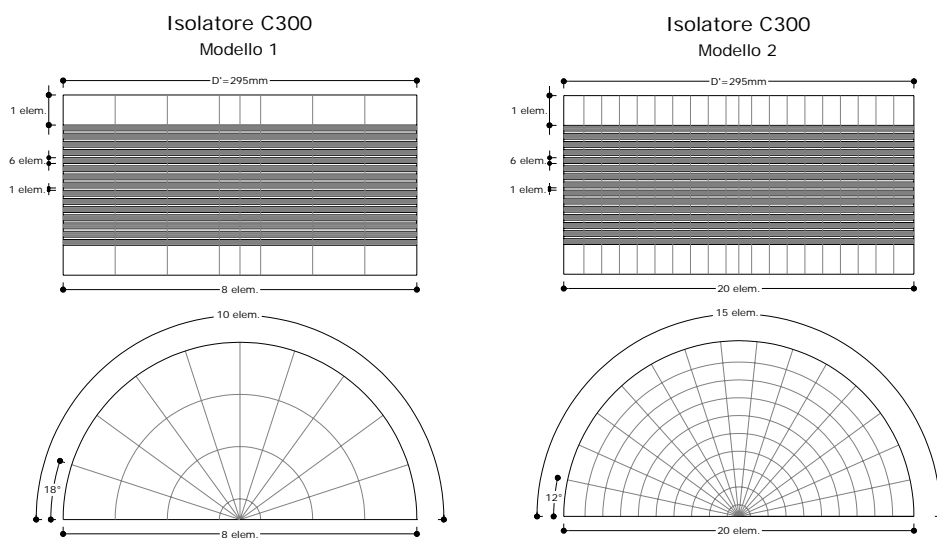 Isolatore C300
Modello 1
D'=295mm
1 elem.
6 elem.
1 elem.
8 elem.
10 elem.
18°
8 elem.
Isolatore C300
Modello 2
D'=295mm
1 elem.
6 elem.
1 elem.
20 elem.
15 elem.
12°
20 elem.